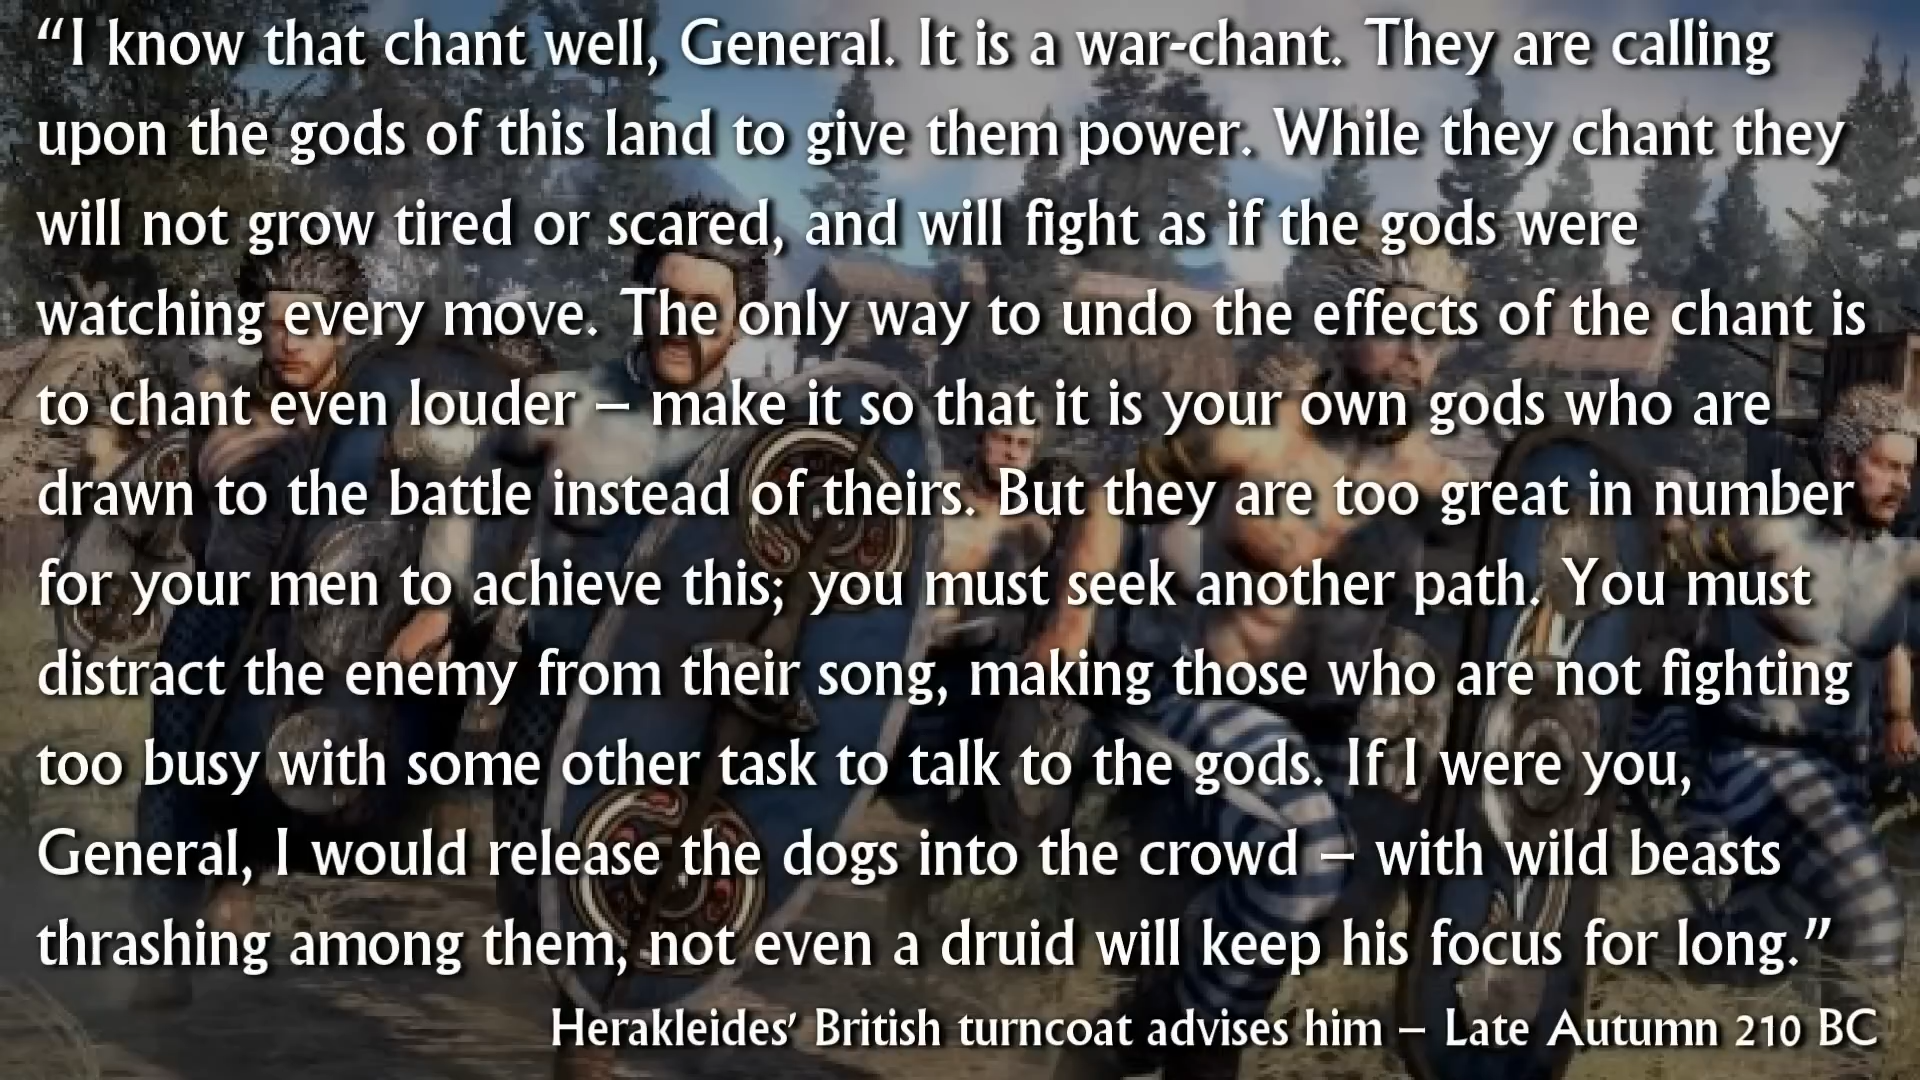 “I know that chant well, General. It is a war-chant. They are calling
upon the gods of this land to give them power. While they chant they
will not grow tired or scared, and will fight as if the gods were
watching every move. The only way to undo the effects of the chant is
to chant even louder – make it so that it is your own gods who are
drawn to the battle instead of theirs. But they are too great in number
for your men to achieve this; you must seek another path. You must
distract the enemy from their song, making those who are not fighting
too busy with some other task to talk to the gods. If I were you,
General, I would release the dogs into the crowd – with wild beasts
thrashing among them, not even a druid will keep his focus for long.”
Herakleides’ British turncoat advises him – Late Autumn 210 BC